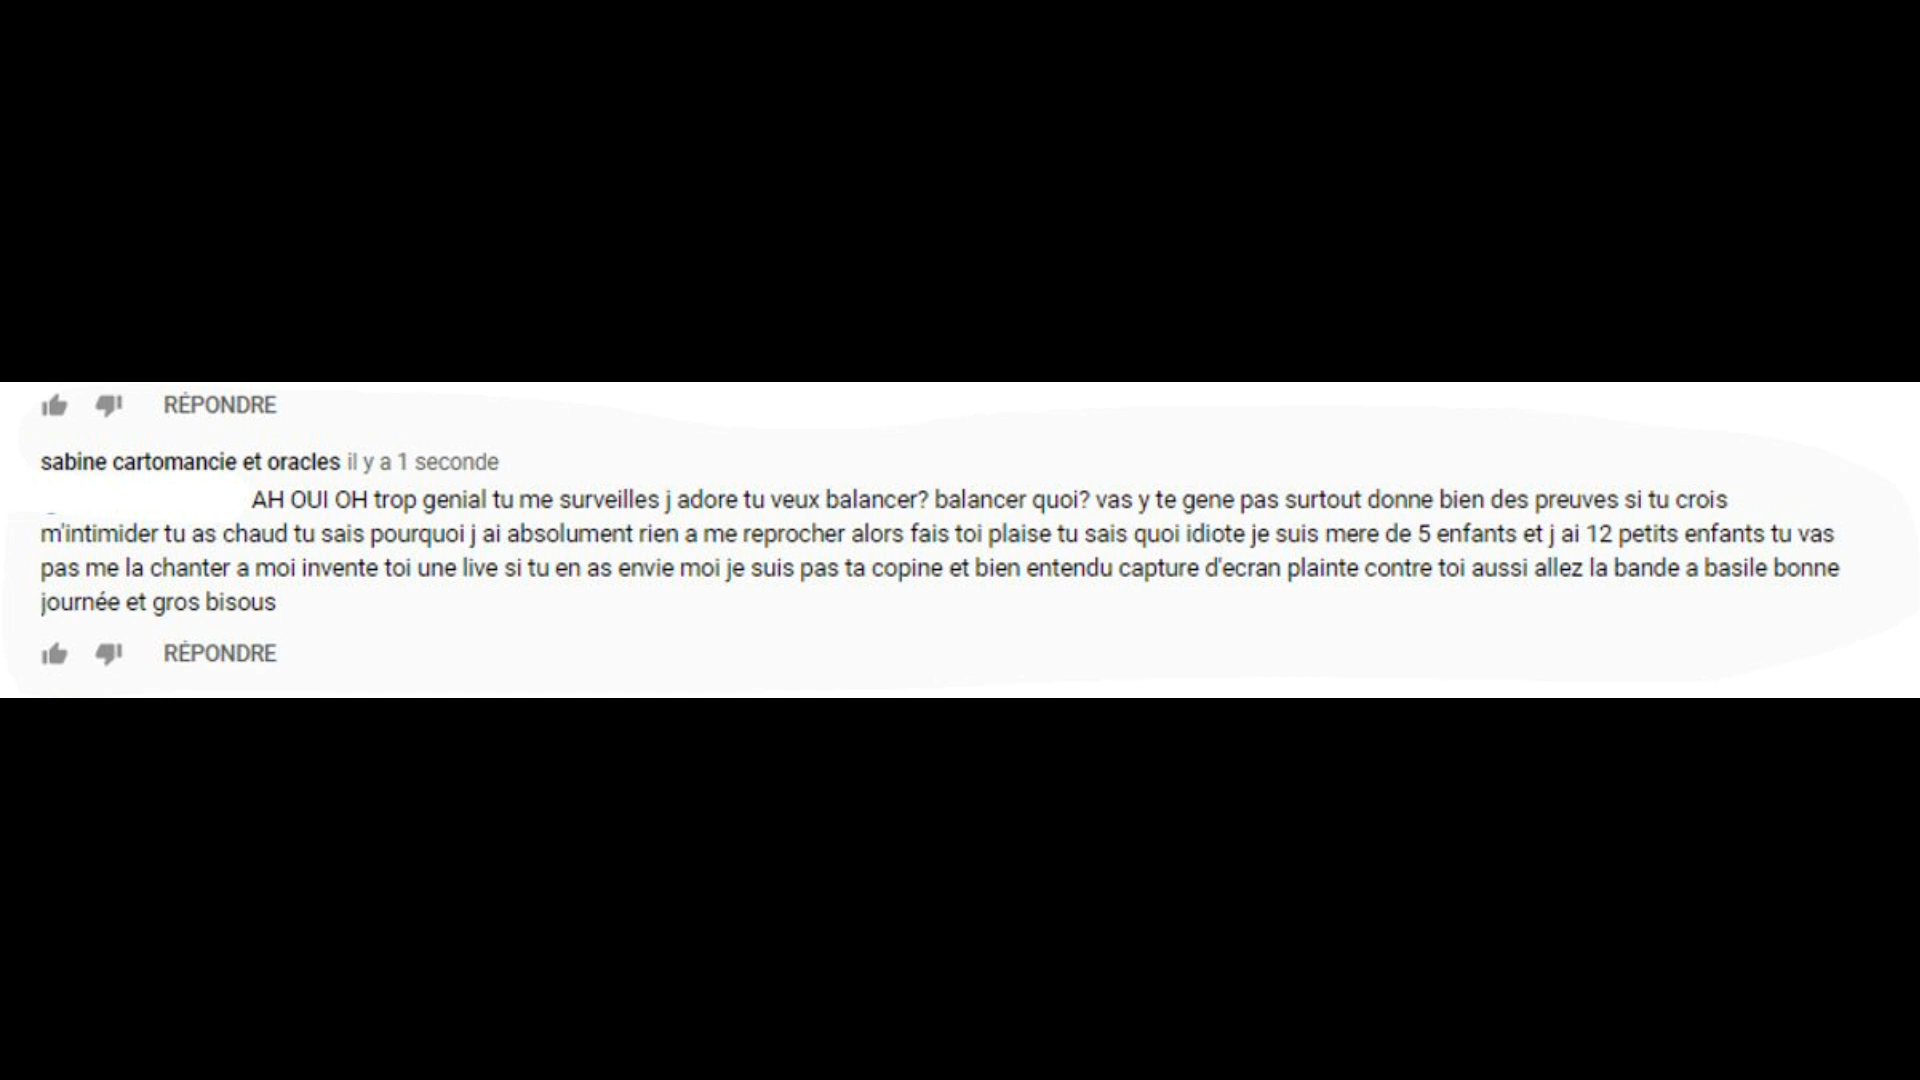 RÉPONDRE
sabine cartomancie et oracles il y a 1 seconde
AH OUI OH trop genial tu me surveilles j adore tu veux balancer? balancer quoi? vas y te gene pas surtout donne bien des preuves si tu crois
m'intimider tu as chaud tu sais pourquoi j ai absolument rien a me reprocher alors fais toi plaise tu sais quoi idiote je suis mere de 5 enfants et j ai 12 petits enfants tu vas
pas me la chanter a moi invente toi une live si tu en as envie moi je suis pas ta copine et bien entendu capture d'ecran plainte contre toi aussi allez la bande a basile bonne
journée et gros bisous
RÉPONDRE